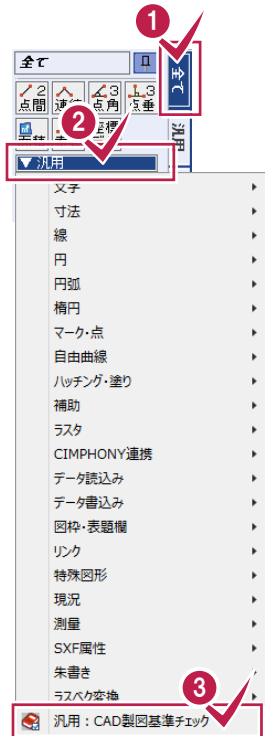 1
全て
全て
2
点間
連続
3
点角
3
点垂
2
汎用
面積
▼汎用
文字
寸法
線
円
円弧
楕円
マーク・点
自由曲線
ハッチング・塗り
補助
ラスタ
CIMPHONY連携
データ読込み
データ書込み
図枠・表題欄
リンク
特殊図形
現況
測量
SXF属性
朱書き
ラスベク変換
3
汎用：CAD製図基準チェック